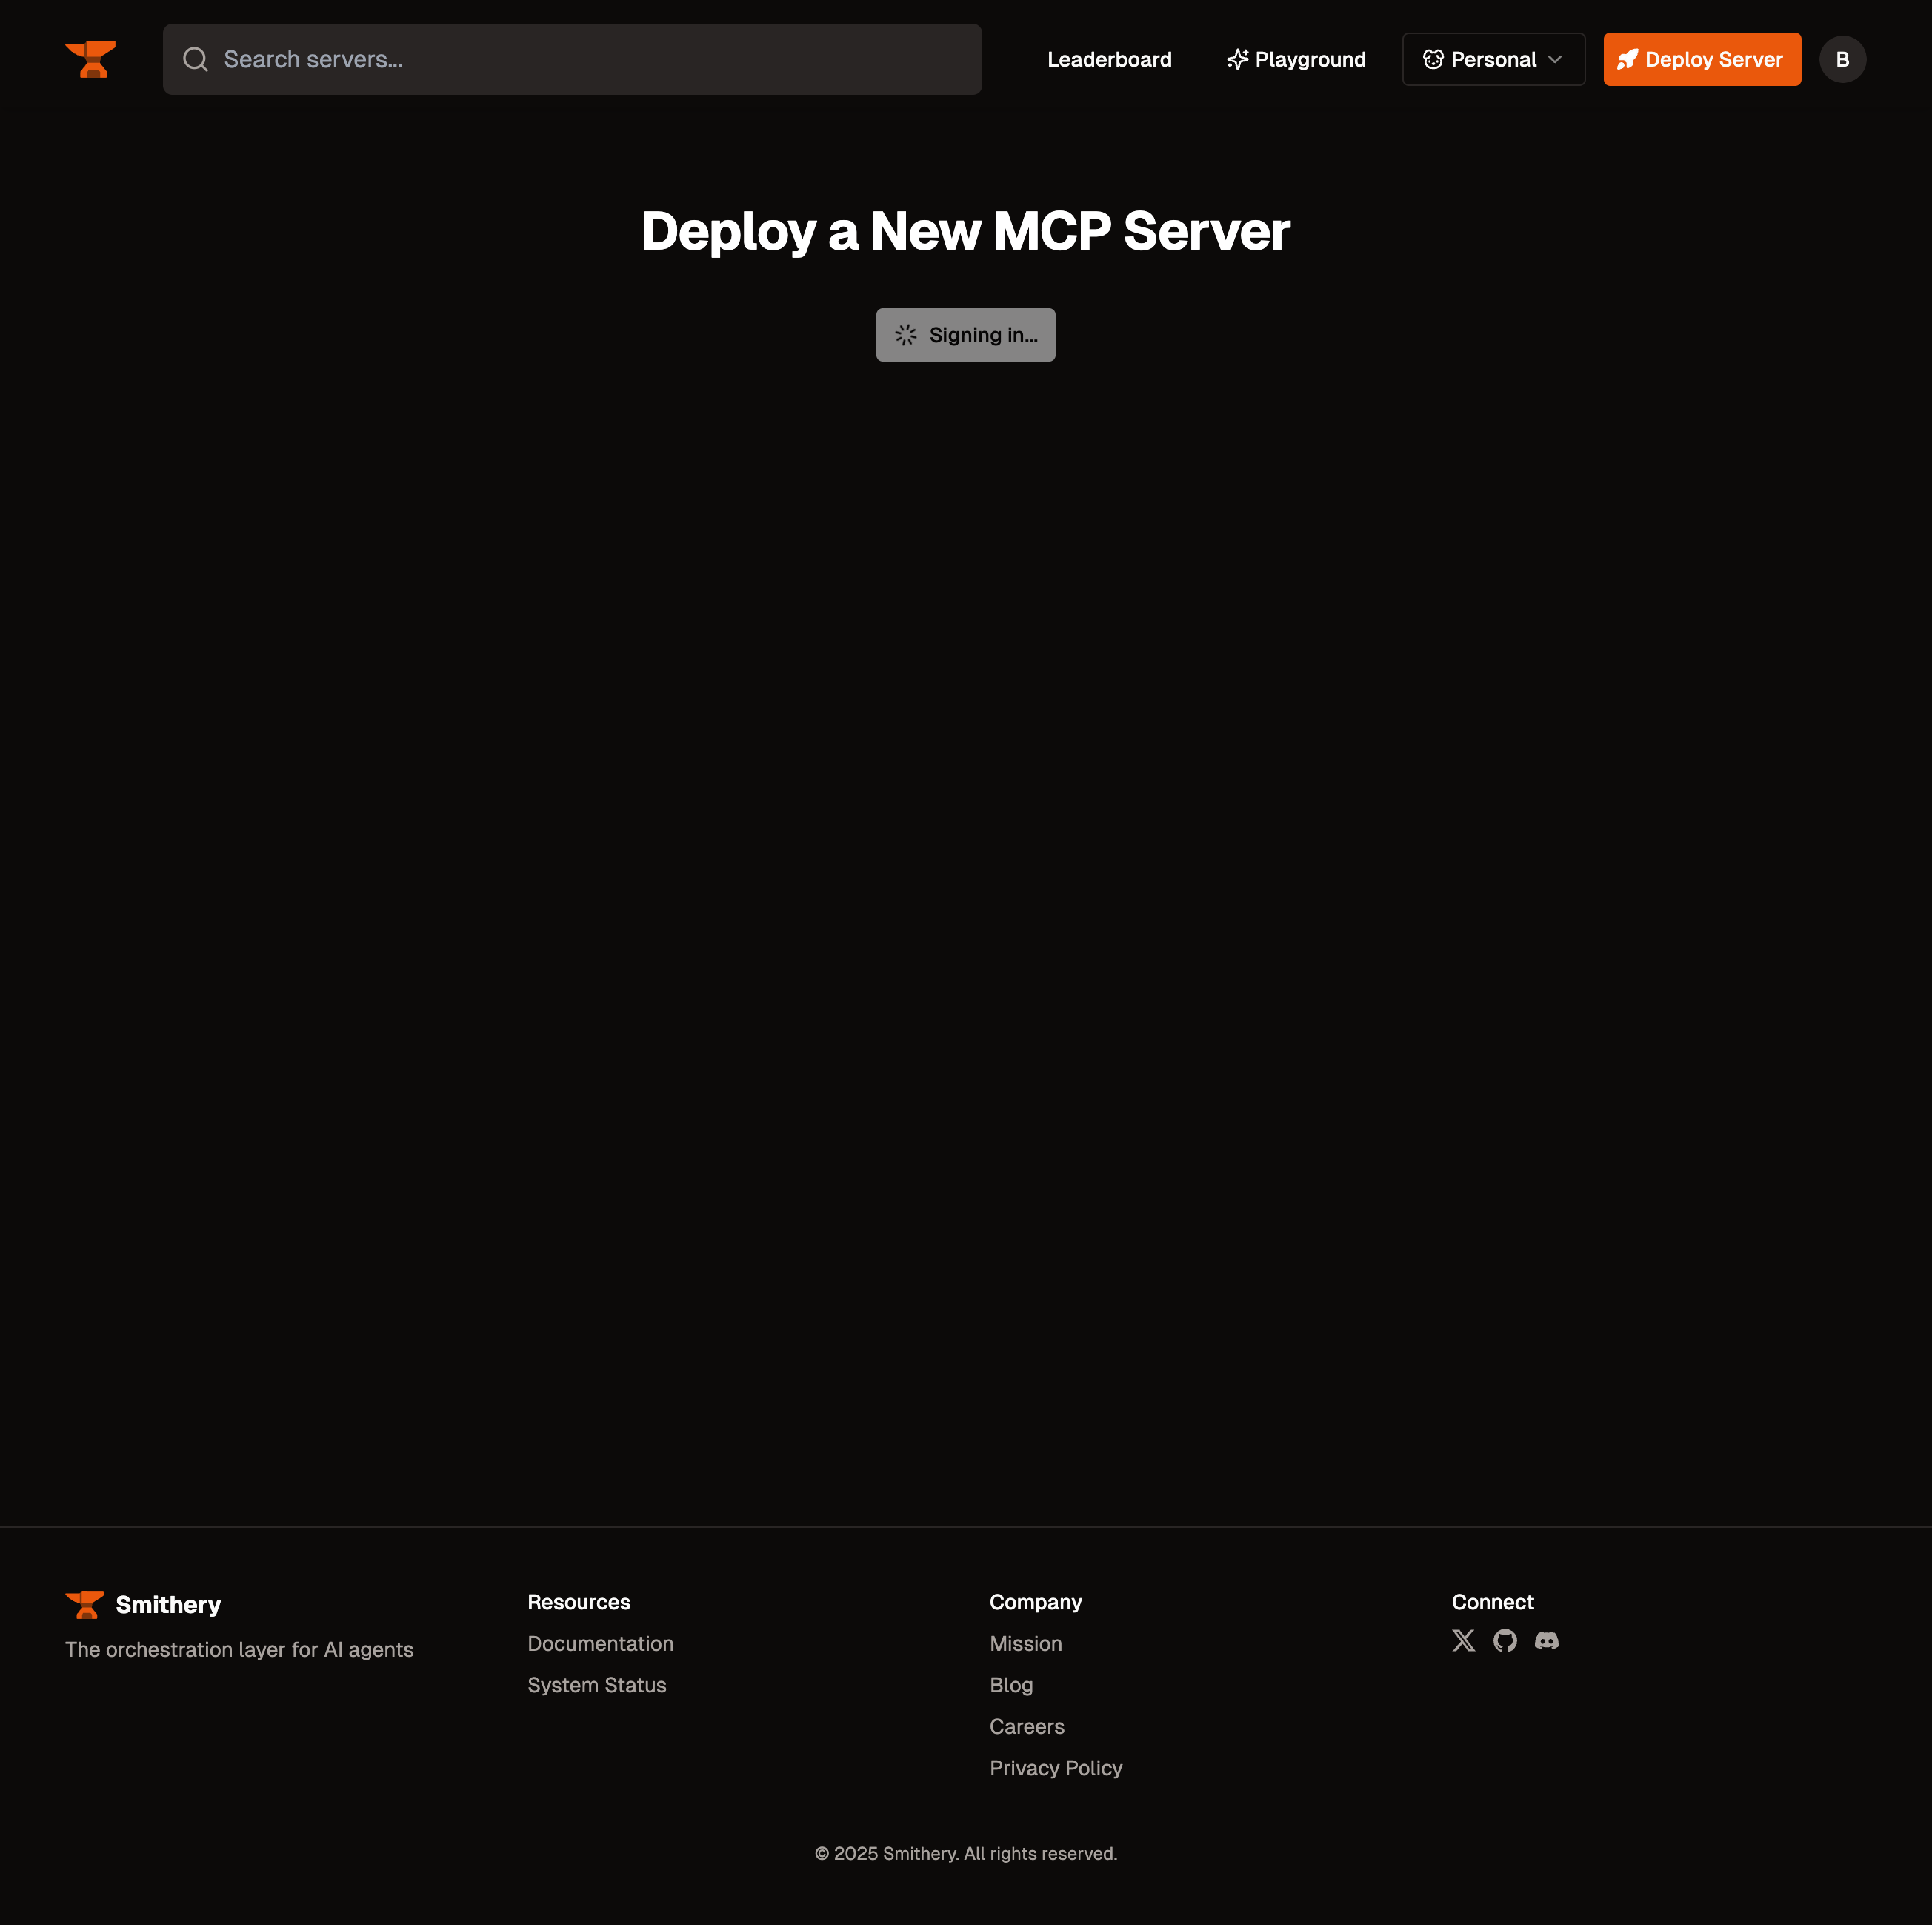 Search servers...
Leaderboard
Playground
Personal
Deploy Server
B
Deploy a New MCP Server
Signing in...
Smithery
The orchestration layer for AI agents
Resources
Documentation
System Status
Company
Mission
Blog
Careers
Privacy Policy
Connect
© 2025 Smithery. All rights reserved.